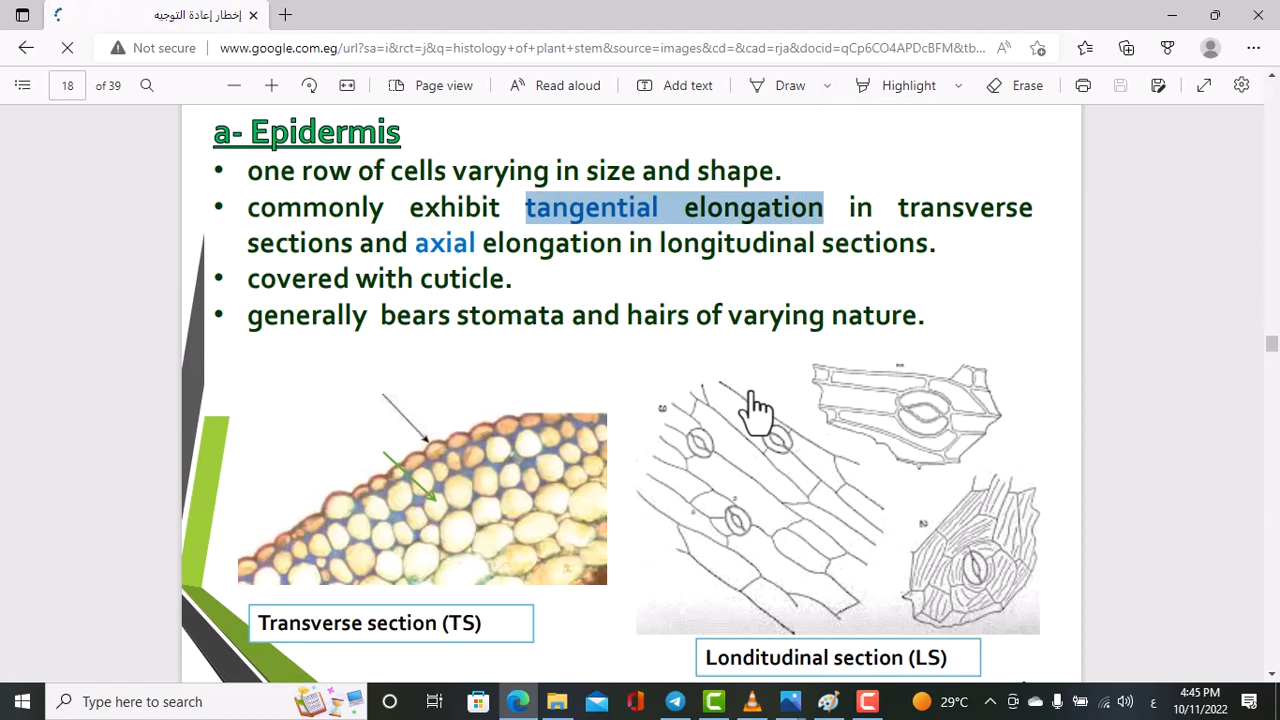 إخطار إعادة التوجيه
Not secure
www.google.com.eg/url?sa=i&rct=j&q=histology+of+plant+stem&source=images&cd=&cad=rja&docid=qCp6CO4APDcBFM&tb...
18 of 39
Page view
Read aloud
Add text
Draw
Highlight
Erase
a- Epidermis
• one row of cells varying in size and shape.
• commonly exhibit tangential elongation in transverse
sections and axial elongation in longitudinal sections.
• covered with cuticle.
• generally bears stomata and hairs of varying nature.
Transverse section (TS)
Londitudinal section (LS)
Type here to search
29°C
ع
4:45 PM
10/11/2022